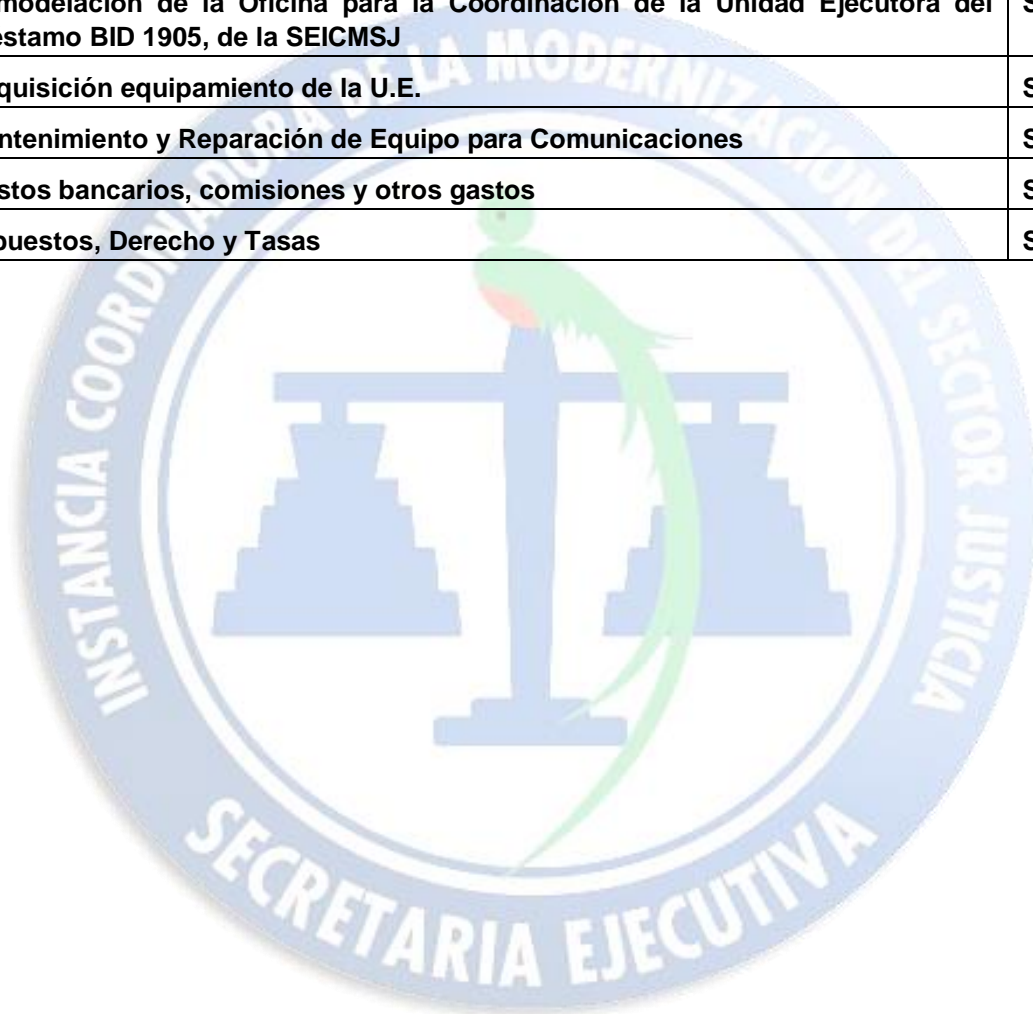 modelación de la Oficina para la Coordinación de la Unidad Ejecutora del S
éstamo BID 1905, de la SEICMSJ
quisición equipamiento de la U.E. S
ntenimiento y Reparación de Equipo para Comunicaciones S
stos bancarios, comisiones y otros gastos S
puestos, Derecho y Tasas S
INSTANCIA COORDINADORA DE LA MODERNIZACION DEL SECTOR JUSTICIA
SECRETARIA EJECUTIVA